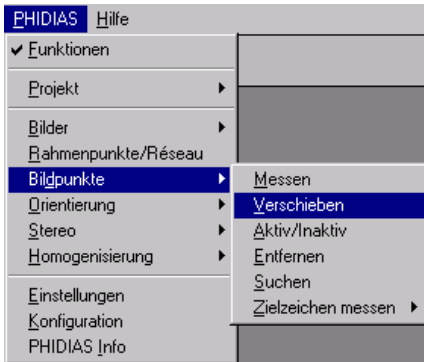 PHIDIAS Hilfe
Funktionen
Projekt
Bilder
Rahmenpunkte/Réseau
Bildpunkte
Orientierung
Stereo
Homogenisierung
Einstellungen
Konfiguration
PHIDIAS Info
Messen
Verschieben
Aktiv/Inaktiv
Entfernen
Suchen
Zielzeichen messen